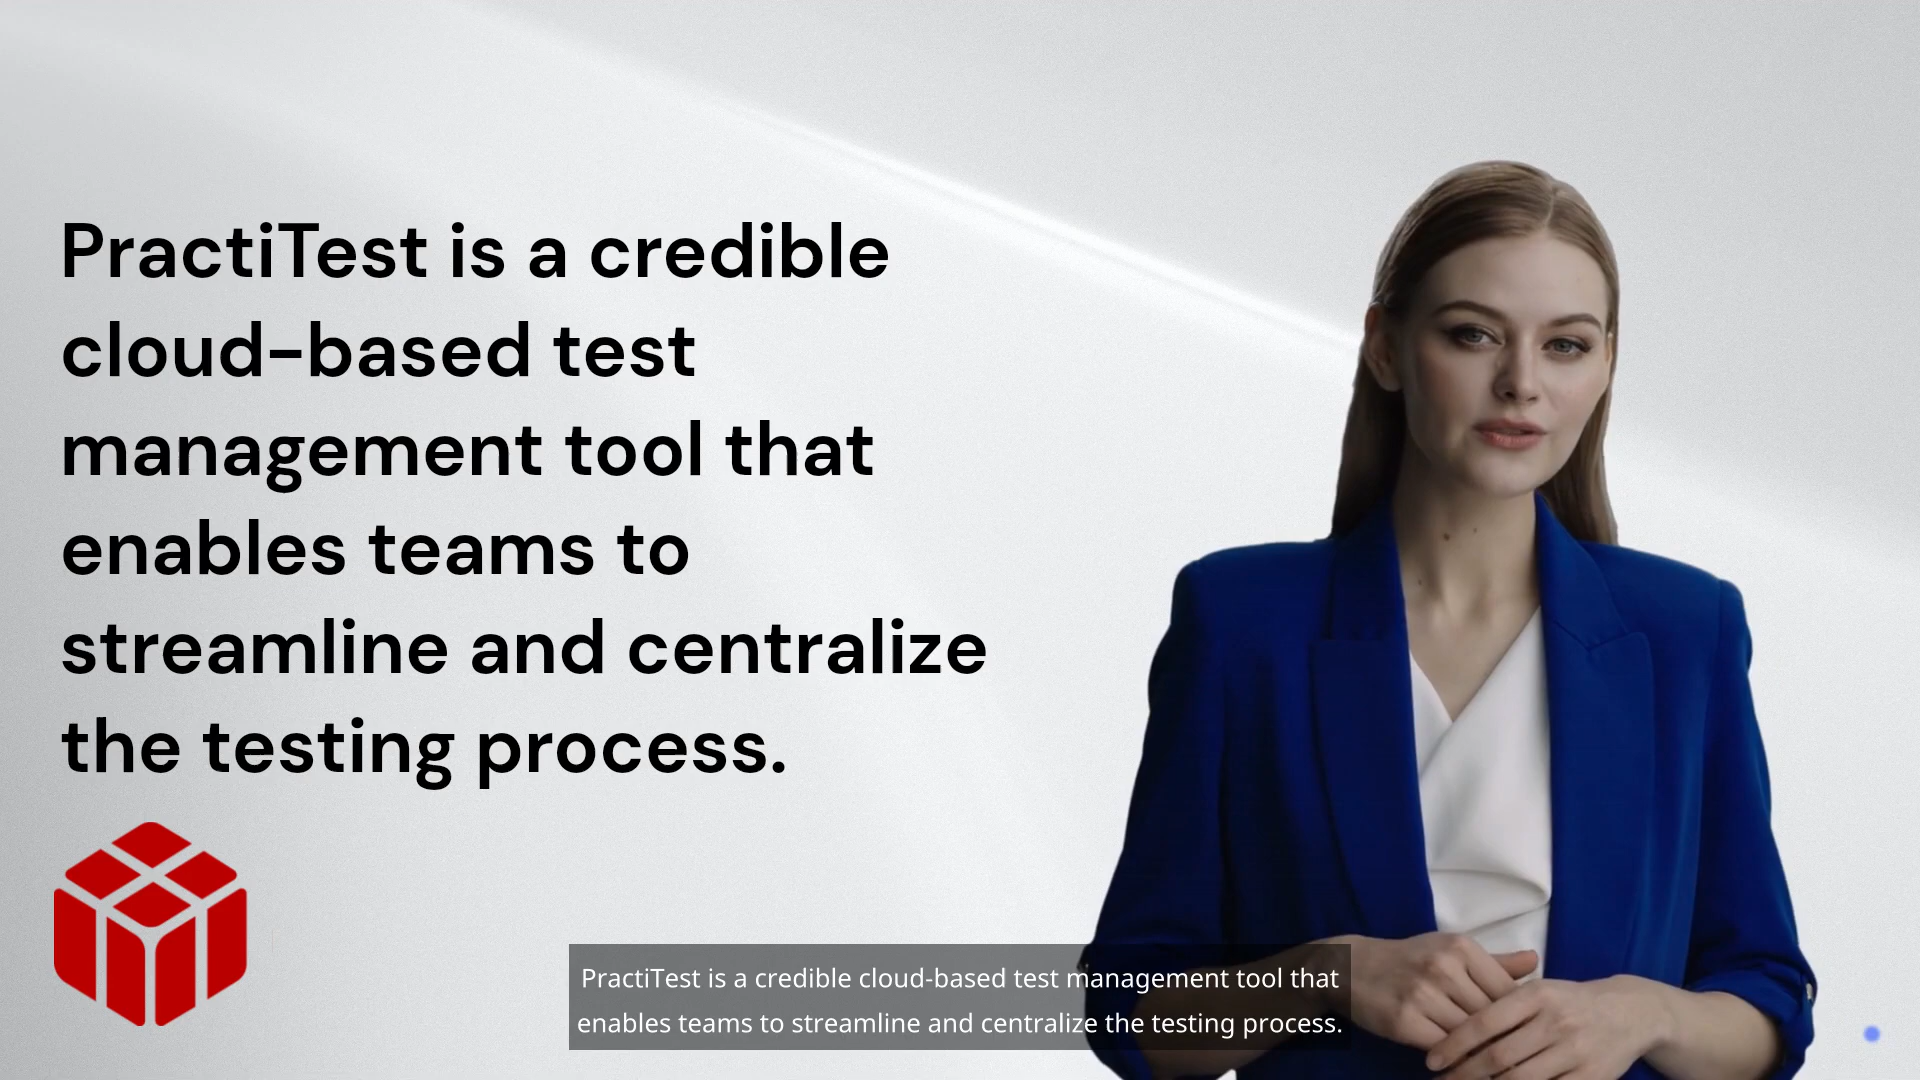 PractiTest is a credible
cloud-based test
management tool that
enables teams to
streamline and centralize
the testing process.
PractiTest is a credible cloud-based test management tool that
enables teams to streamline and centralize the testing process.